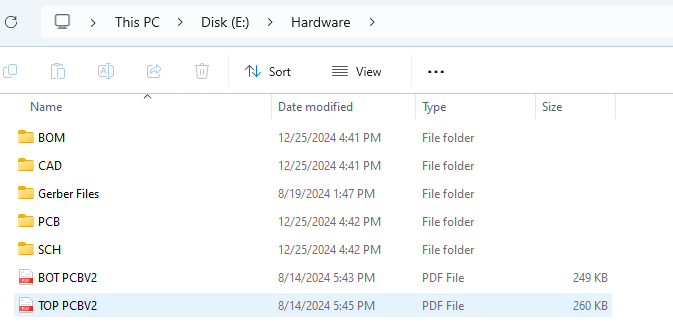 This PC > Disk (E:) > Hardware >
Sort View
Name Date modified Type Size
BOM 12/25/2024 4:41 PM File folder
CAD 12/25/2024 4:41 PM File folder
Gerber Files 8/19/2024 1:47 PM File folder
PCB 12/25/2024 4:42 PM File folder
SCH 12/25/2024 4:42 PM File folder
BOT PCBV2 8/14/2024 5:43 PM PDF File 249 KB
TOP PCBV2 8/14/2024 5:45 PM PDF File 260 KB